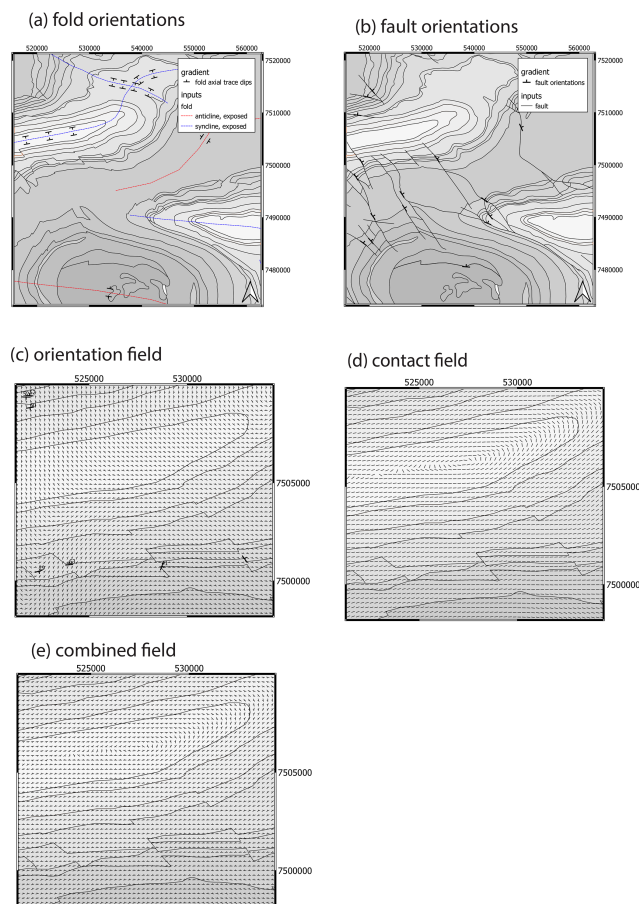 (a) fold orientations
(b) fault orientations
520000 530000 540000 550000 560000
520000 530000 540000 550000 560000
gradient
fold axial trace dips
inputs
fold
anticline, exposed
syncline, exposed
7520000
7510000
7500000
7490000
7480000
gradient
fault orientations
inputs
fault
7520000
7510000
7500000
7490000
7480000
(c) orientation field
(d) contact field
525000 530000
525000 530000
7505000
7500000
7505000
7500000
(e) combined field
525000 530000
7505000
7500000